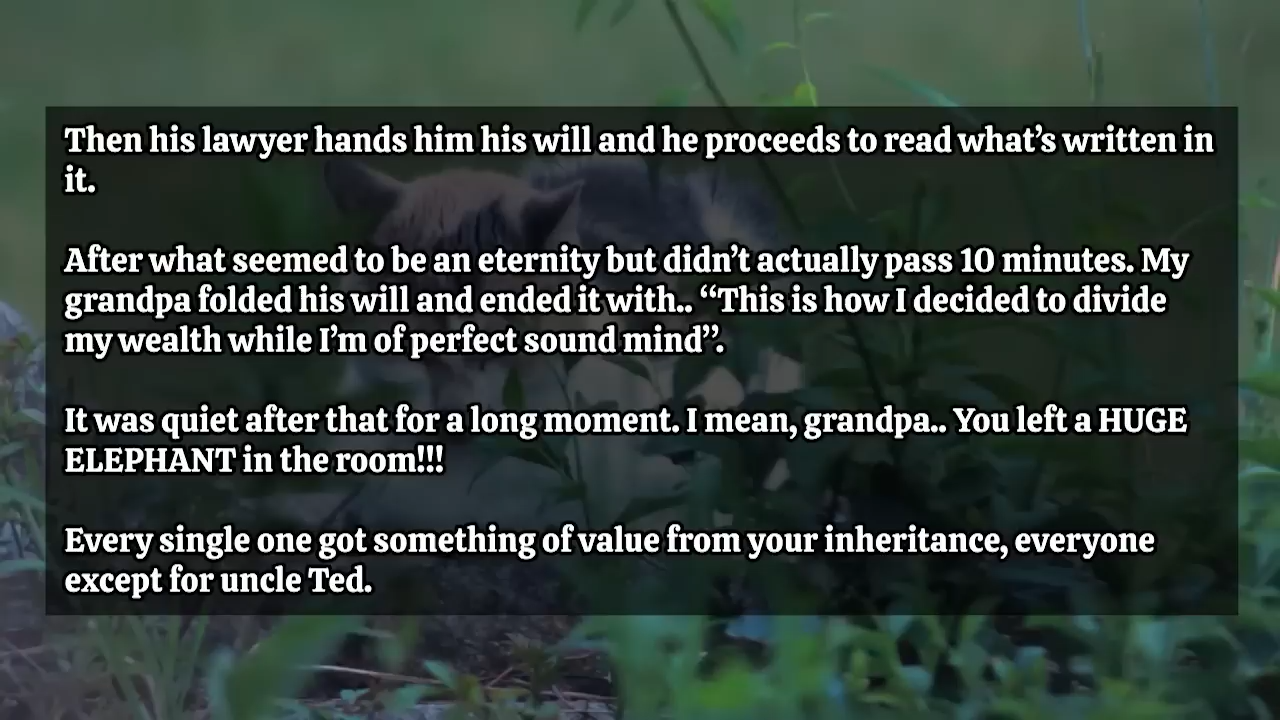 Then his lawyer hands him his will and he proceeds to read what’s written in
it.
After what seemed to be an eternity but didn’t actually pass 10 minutes. My
grandpa folded his will and ended it with.. “This is how I decided to divide
my wealth while I’m of perfect sound mind”.
It was quiet after that for a long moment. I mean, grandpa.. You left a HUGE
ELEPHANT in the room!!!
Every single one got something of value from your inheritance, everyone
except for uncle Ted.